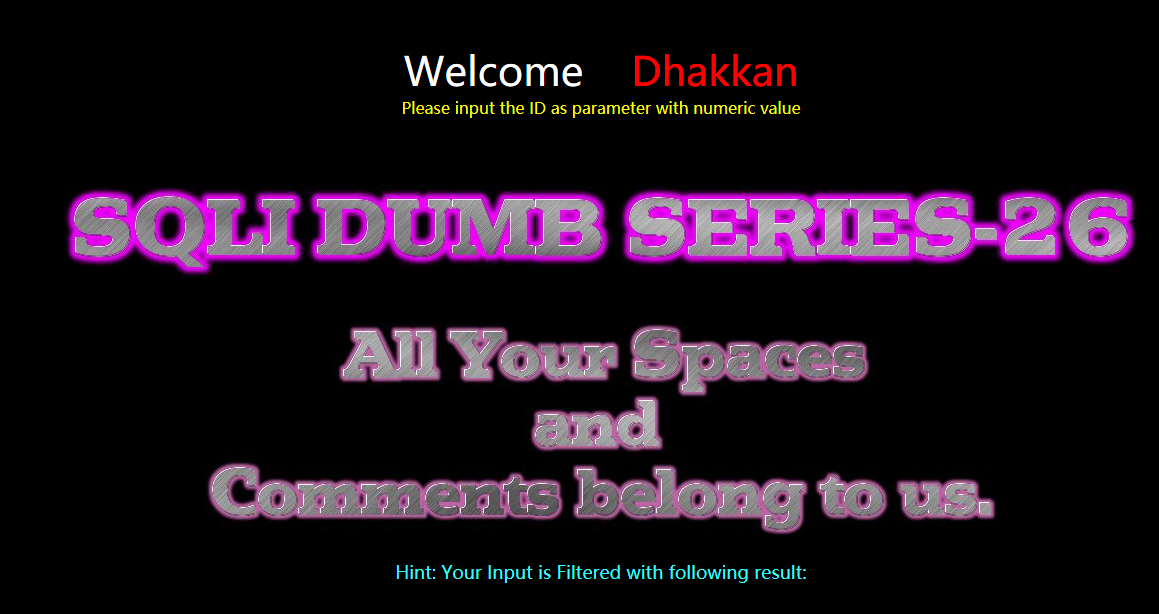 Welcome Dhakkan
Please input the ID as parameter with numeric value
SQLI DUMB SERIES-26
All Your Spaces
and
Comments belong to us.
Hint: Your Input is Filtered with following result: